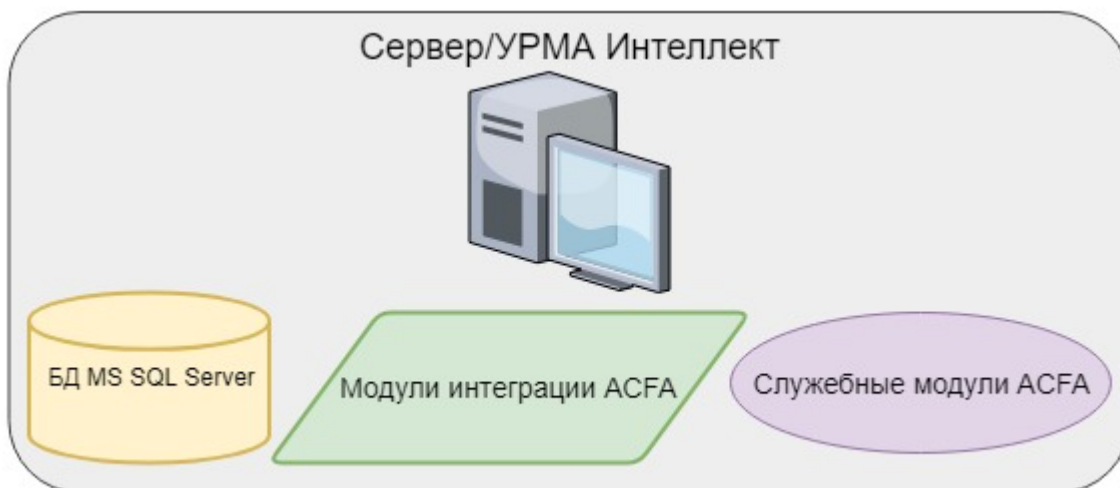 Сервер/УРМА Интеллект
БД MS SQL Server
Модули интеграции ACFA
Служебные модули ACFA